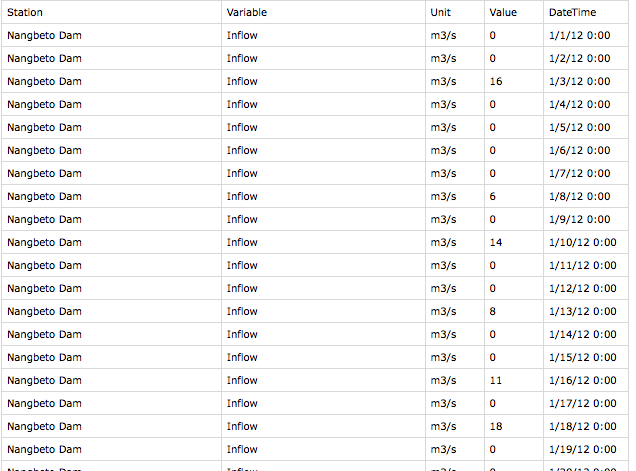 Station Variable Unit Value DateTime
Nangbeto Dam Inflow m3/s 0 1/1/12 0:00
Nangbeto Dam Inflow m3/s 0 1/2/12 0:00
Nangbeto Dam Inflow m3/s 16 1/3/12 0:00
Nangbeto Dam Inflow m3/s 0 1/4/12 0:00
Nangbeto Dam Inflow m3/s 0 1/5/12 0:00
Nangbeto Dam Inflow m3/s 0 1/6/12 0:00
Nangbeto Dam Inflow m3/s 0 1/7/12 0:00
Nangbeto Dam Inflow m3/s 6 1/8/12 0:00
Nangbeto Dam Inflow m3/s 0 1/9/12 0:00
Nangbeto Dam Inflow m3/s 14 1/10/12 0:00
Nangbeto Dam Inflow m3/s 0 1/11/12 0:00
Nangbeto Dam Inflow m3/s 0 1/12/12 0:00
Nangbeto Dam Inflow m3/s 8 1/13/12 0:00
Nangbeto Dam Inflow m3/s 0 1/14/12 0:00
Nangbeto Dam Inflow m3/s 0 1/15/12 0:00
Nangbeto Dam Inflow m3/s 11 1/16/12 0:00
Nangbeto Dam Inflow m3/s 0 1/17/12 0:00
Nangbeto Dam Inflow m3/s 18 1/18/12 0:00
Nangbeto Dam Inflow m3/s 0 1/19/12 0:00